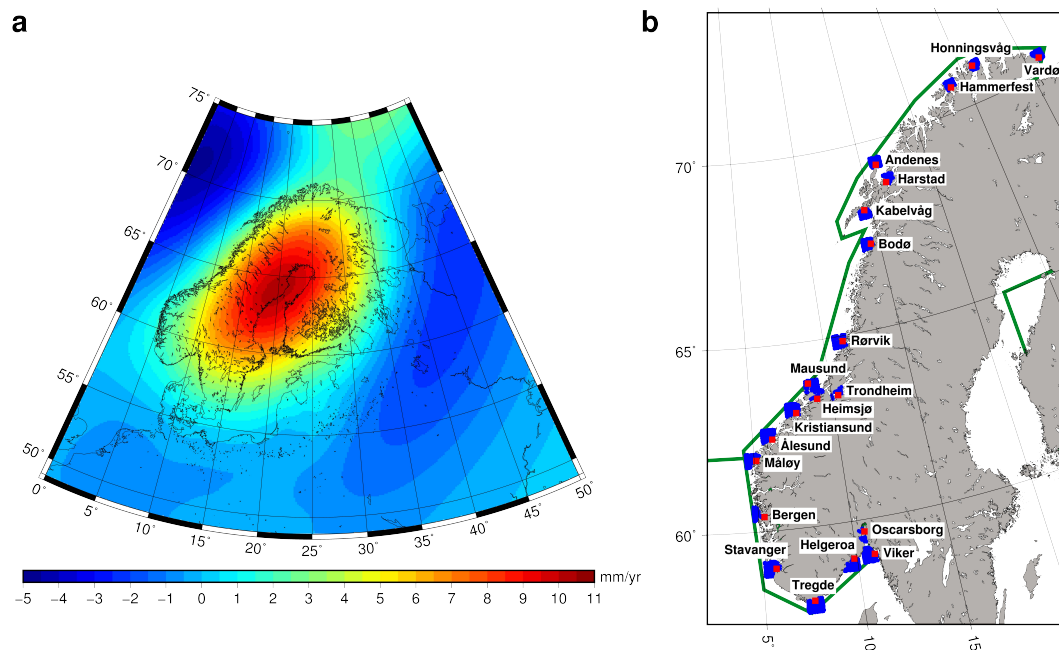 a
75°
70°
65°
60°
55°
50°
0°
5°
10°
15°
20°
25°
30°
35°
40°
45°
50°
mm/yr
−5 −4 −3 −2 −1 0 1 2 3 4 5 6 7 8 9 10 11
b
Honningsvåg
Vardø
Hammerfest
70°
Andenes
Harstad
Kabelvåg
Bodø
Rørvik
65°
Mausund
Trondheim
Heimsjø
Kristiansund
Ålesund
Måløy
Bergen
Oscarsborg
60°
Stavanger
Helgeroa
Viker
Tregde
5°
10°
15